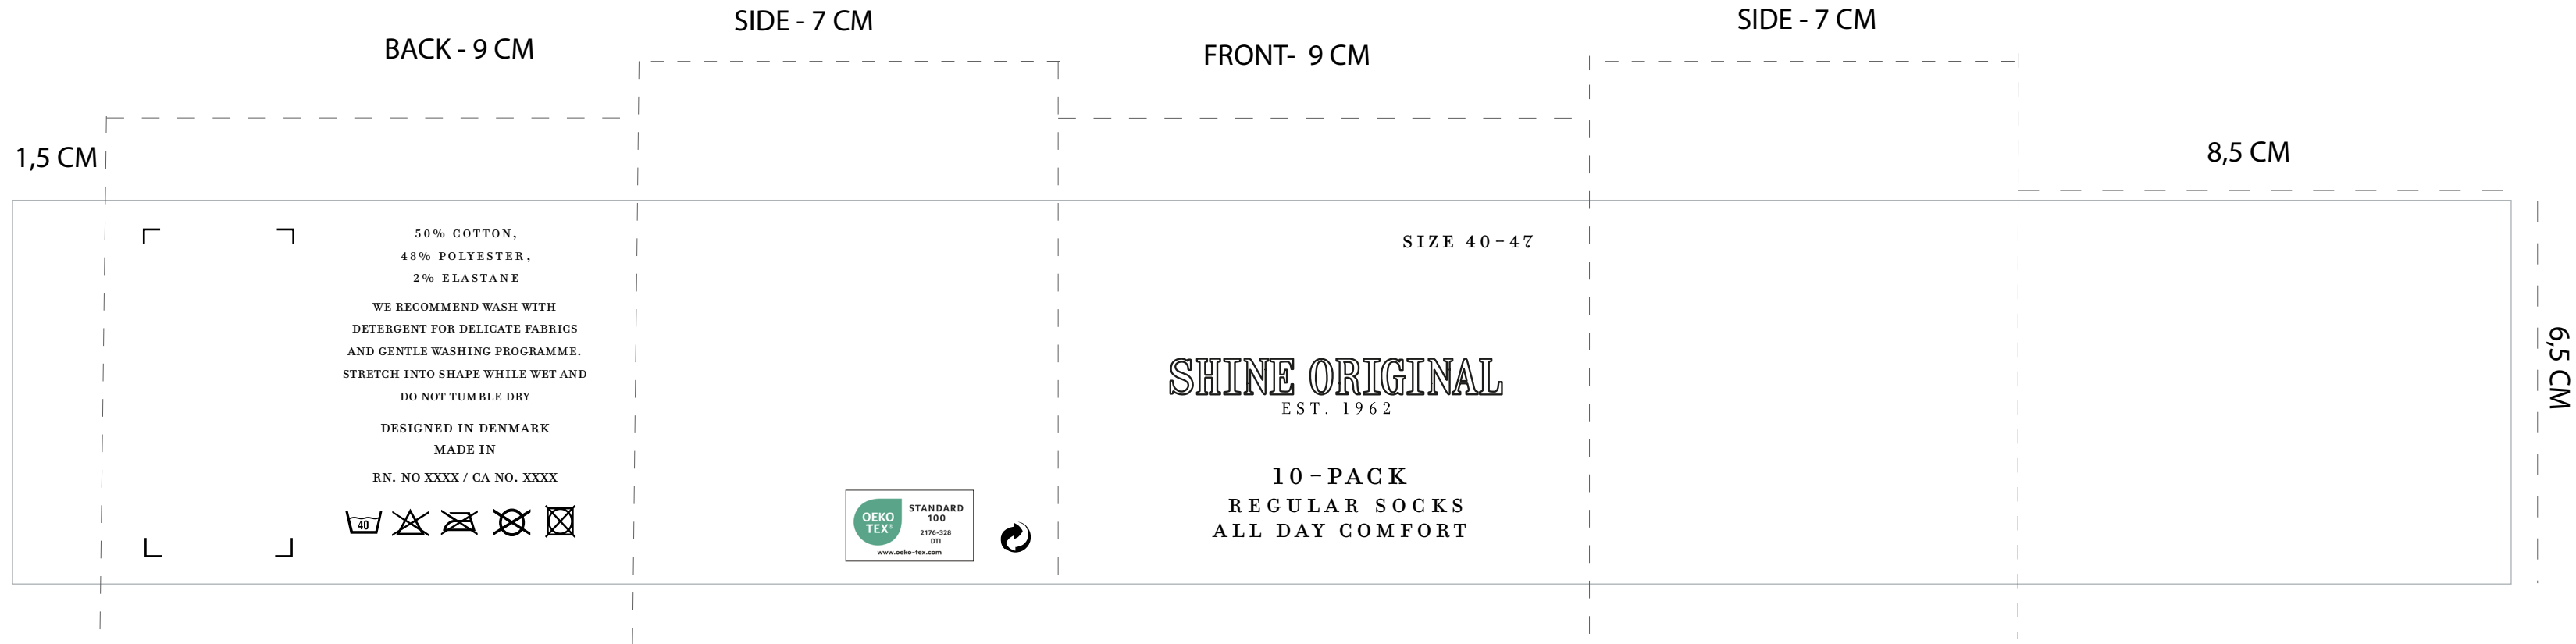 SIDE - 7 CM
SIDE - 7 CM
BACK - 9 CM
FRONT- 9 CM
1,5 CM
8,5 CM
50% COTTON,
48% POLYESTER,
2% ELASTANE
WE RECOMMEND WASH WITH
DETERGENT FOR DELICATE FABRICS
AND GENTLE WASHING PROGRAMME.
STRETCH INTO SHAPE WHILE WET AND
DO NOT TUMBLE DRY
DESIGNED IN DENMARK
MADE IN
RN. NO XXXX / CA NO. XXXX
40
OEKO
TEX®
STANDARD
100
2176-328
DTI
www.oeko-tex.com
SIZE 40-47
SHINE ORIGINAL
EST. 1962
10-PACK
REGULAR SOCKS
ALL DAY COMFORT
6,5 CM